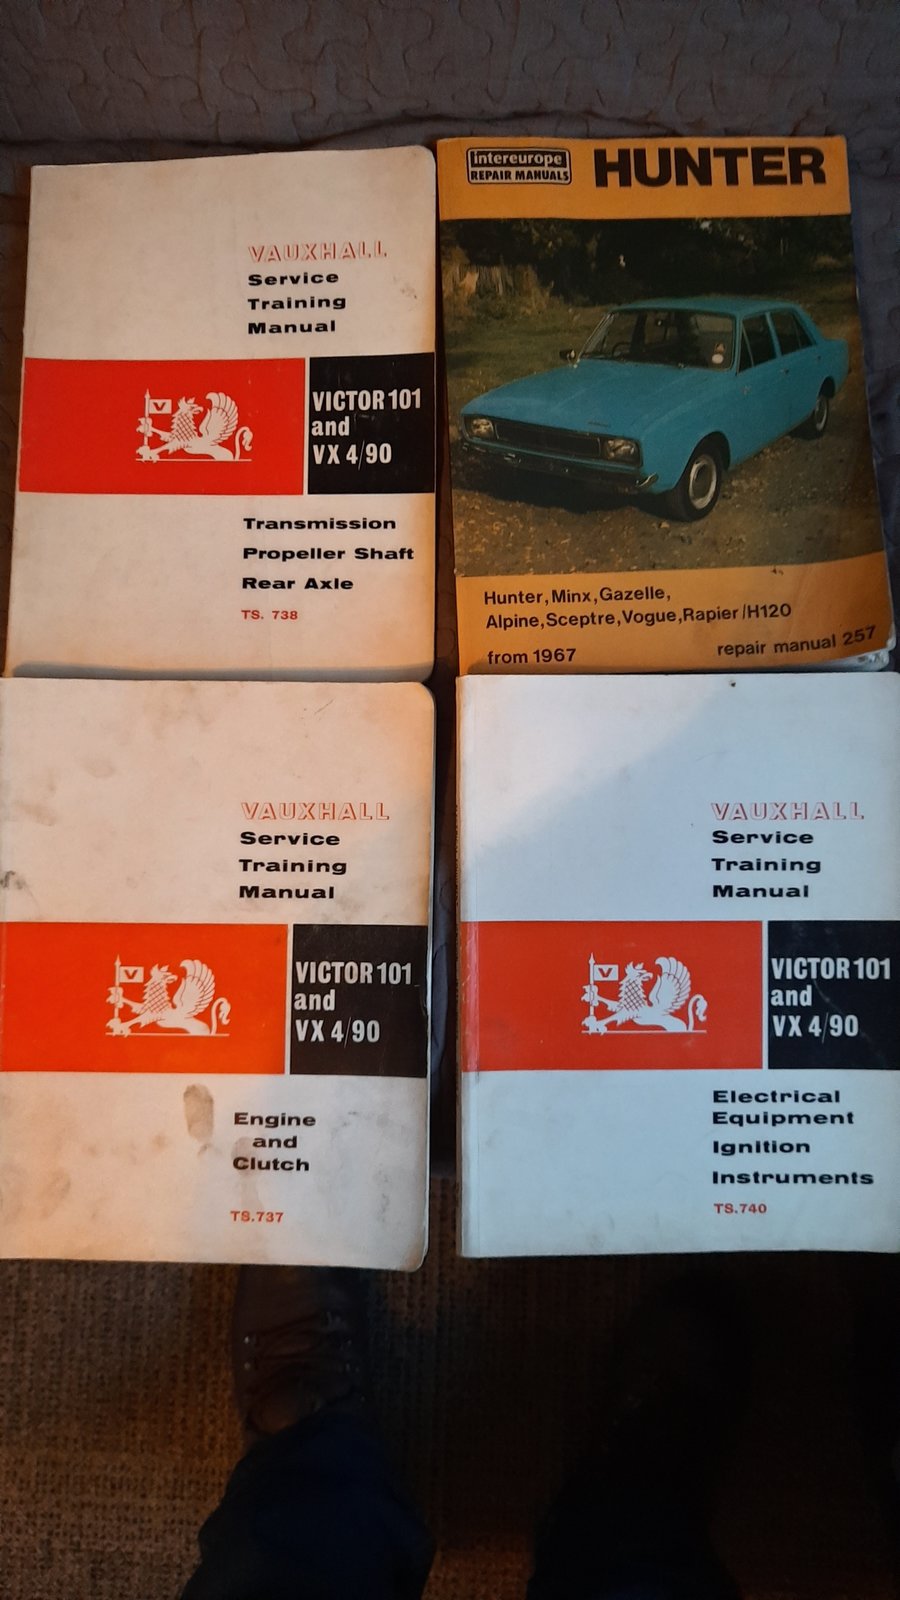 VAUXHALL
Service
Training
Manual
V
VICTOR 101
and
VX 4/90
Transmission
Propeller Shaft
Rear Axle
TS. 738
intereurope
REPAIR MANUALS
HUNTER
Hunter, Minx, Gazelle,
Alpine, Sceptre, Vogue, Rapier/H120
from 1967
repair manual 257
VAUXHALL
Service
Training
Manual
V
VICTOR 101
and
VX 4/90
Engine
and
Clutch
TS.737
VAUXHALL
Service
Training
Manual
V
VICTOR 101
and
VX 4/90
Electrical
Equipment
Ignition
Instruments
TS.740